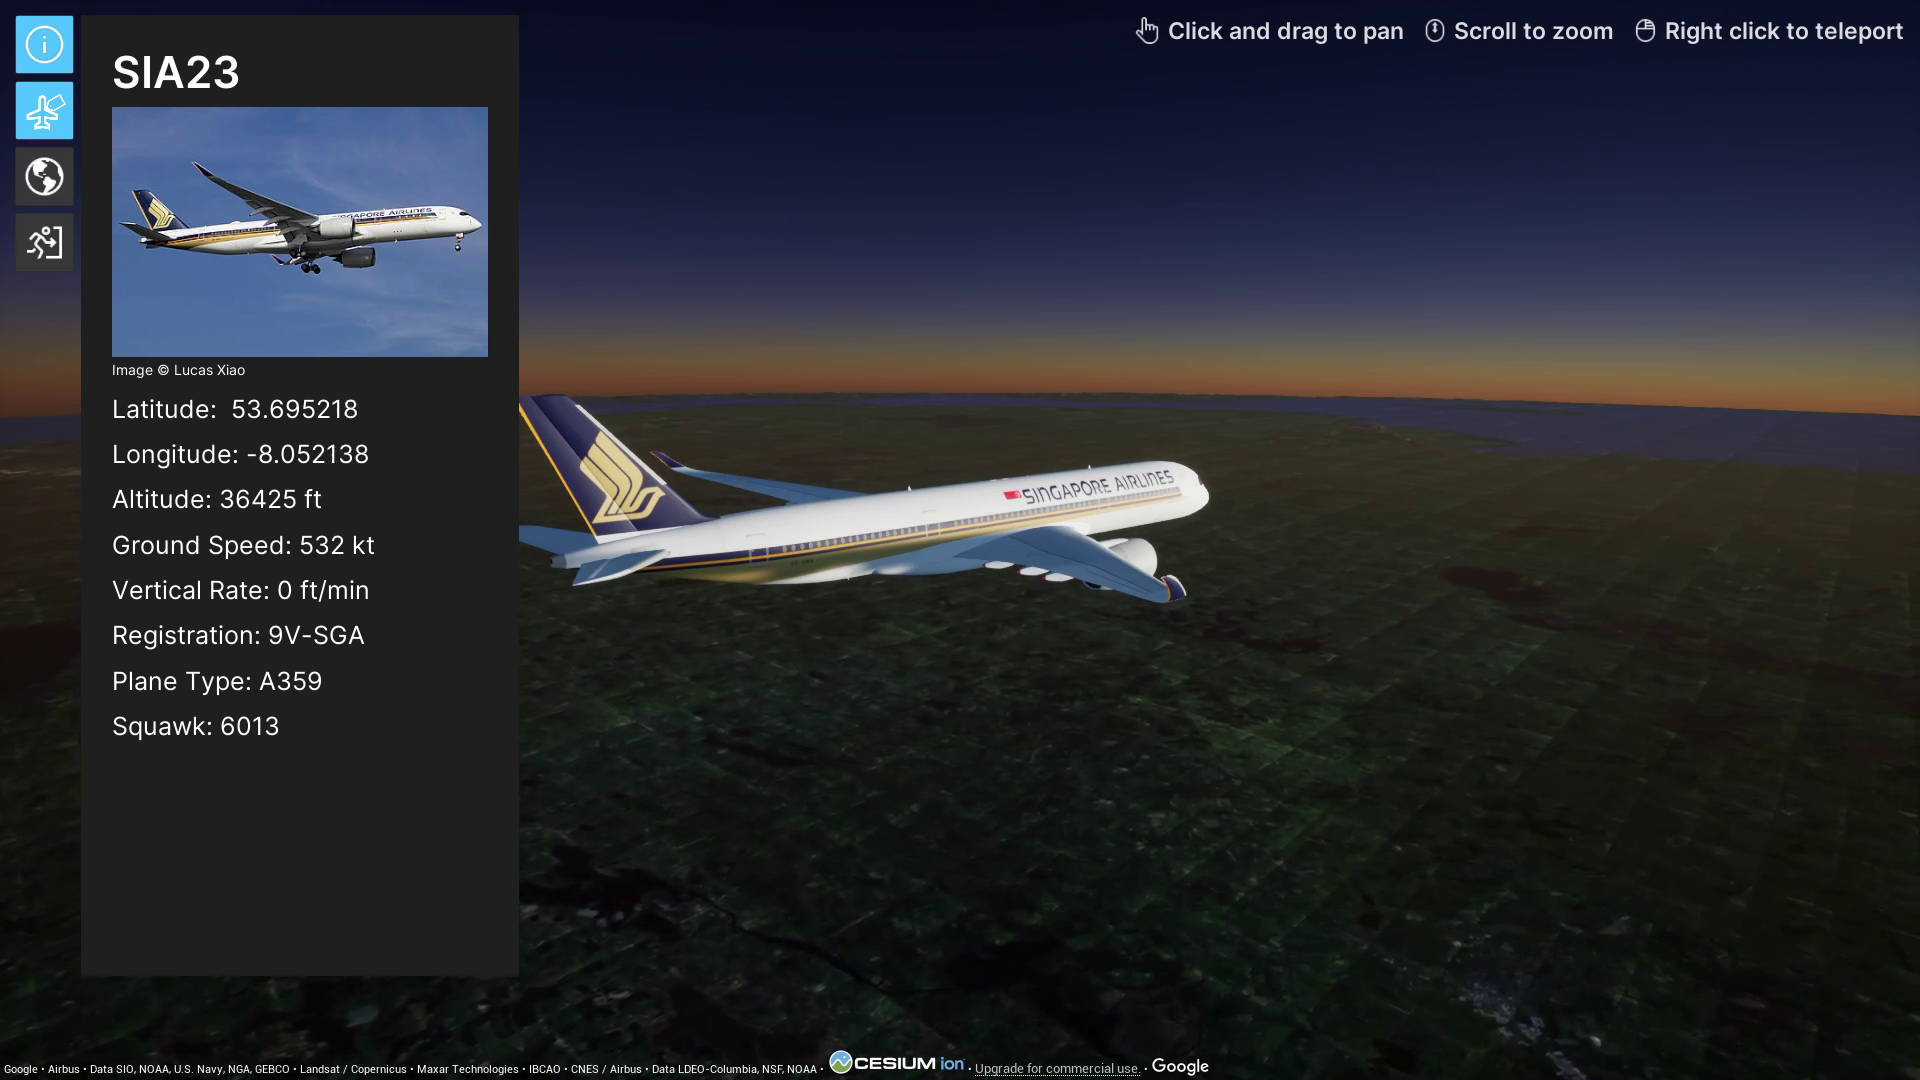 Click and drag to pan Scroll to zoom Right click to teleport
SIA23
SINGAPORE AIRLINES
Image © Lucas Xiao
Latitude: 53.695218
Longitude: -8.052138
Altitude: 36425 ft
Ground Speed: 532 kt
Vertical Rate: 0 ft/min
Registration: 9V-SGA
Plane Type: A359
Squawk: 6013
SINGAPORE AIRLINES
Google • Airbus • Data SIO, NOAA, U.S. Navy, NGA, GEBCO • Landsat / Copernicus • Maxar Technologies • IBCAO • CNES / Airbus • Data LDEO-Columbia, NSF, NOAA • CESIUM ion • Upgrade for commercial use. • Google